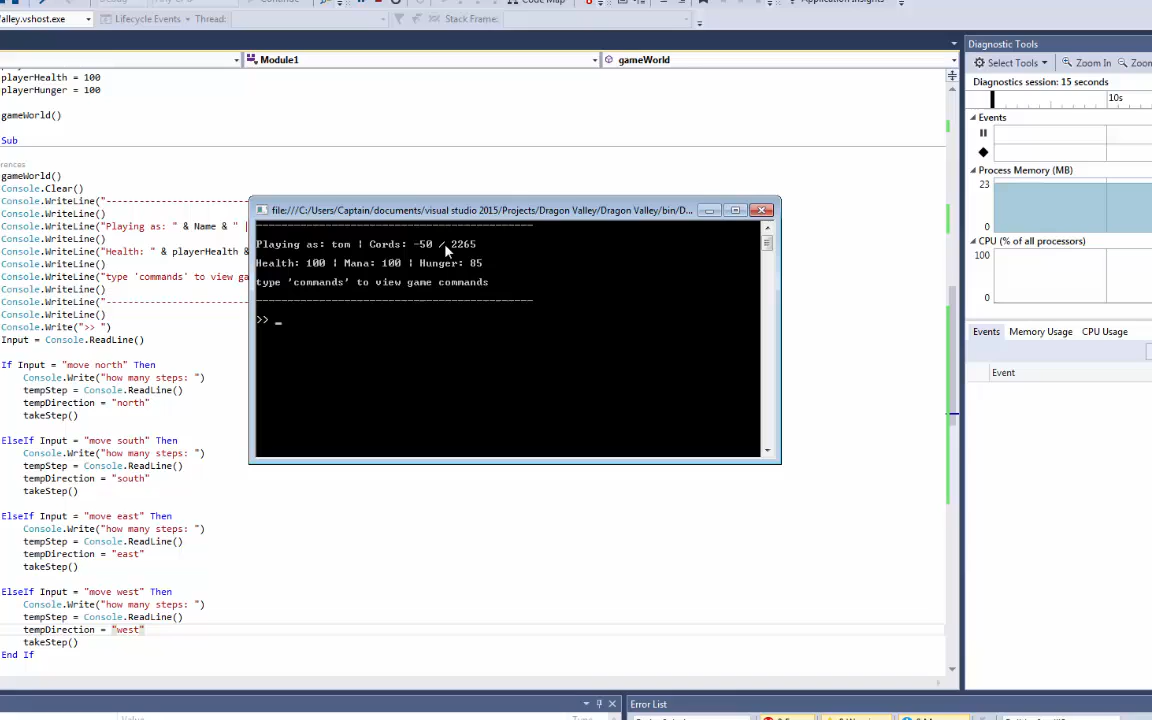 alley.vshost.exe
Lifecycle Events
Thread:
Stack Frame:
Code Map
Application Insights
Module1
gameWorld
playerHealth = 100
playerHunger = 100
gameWorld()
Sub
rences
gameWorld()
Console.Clear()
Console.WriteLine("
Console.WriteLine()
Console.WriteLine("Playing as: " & Name & " |
Console.WriteLine()
Console.WriteLine("Health: " & playerHealth &
Console.WriteLine()
Console.WriteLine("type 'commands' to view ga
Console.WriteLine()
Console.WriteLine("
Console.WriteLine()
Console.Write(">> ")
Input = Console.ReadLine()
If Input = "move north" Then
Console.Write("how many steps: ")
tempStep = Console.ReadLine()
tempDirection = "north"
takeStep()
ElseIf Input = "move south" Then
Console.Write("how many steps: ")
tempStep = Console.ReadLine()
tempDirection = "south"
takeStep()
ElseIf Input = "move east" Then
Console.Write("how many steps: ")
tempStep = Console.ReadLine()
tempDirection = "east"
takeStep()
ElseIf Input = "move west" Then
Console.Write("how many steps: ")
tempStep = Console.ReadLine()
tempDirection = "west"
takeStep()
End If
file:///C:/Users/Captain/documents/visual studio 2015/Projects/Dragon Valley/Dragon Valley/bin/D...
Playing as: tom | Cords: -50 / 2265
Health: 100 | Mana: 100 | Hunger: 85
type 'commands' to view game commands
>> _
Diagnostic Tools
Select Tools
Zoom In
Zoom
Diagnostics session: 15 seconds
10s
Events
Process Memory (MB)
23
0
CPU (% of all processors)
100
0
Events
Memory Usage
CPU Usage
Event
Error List